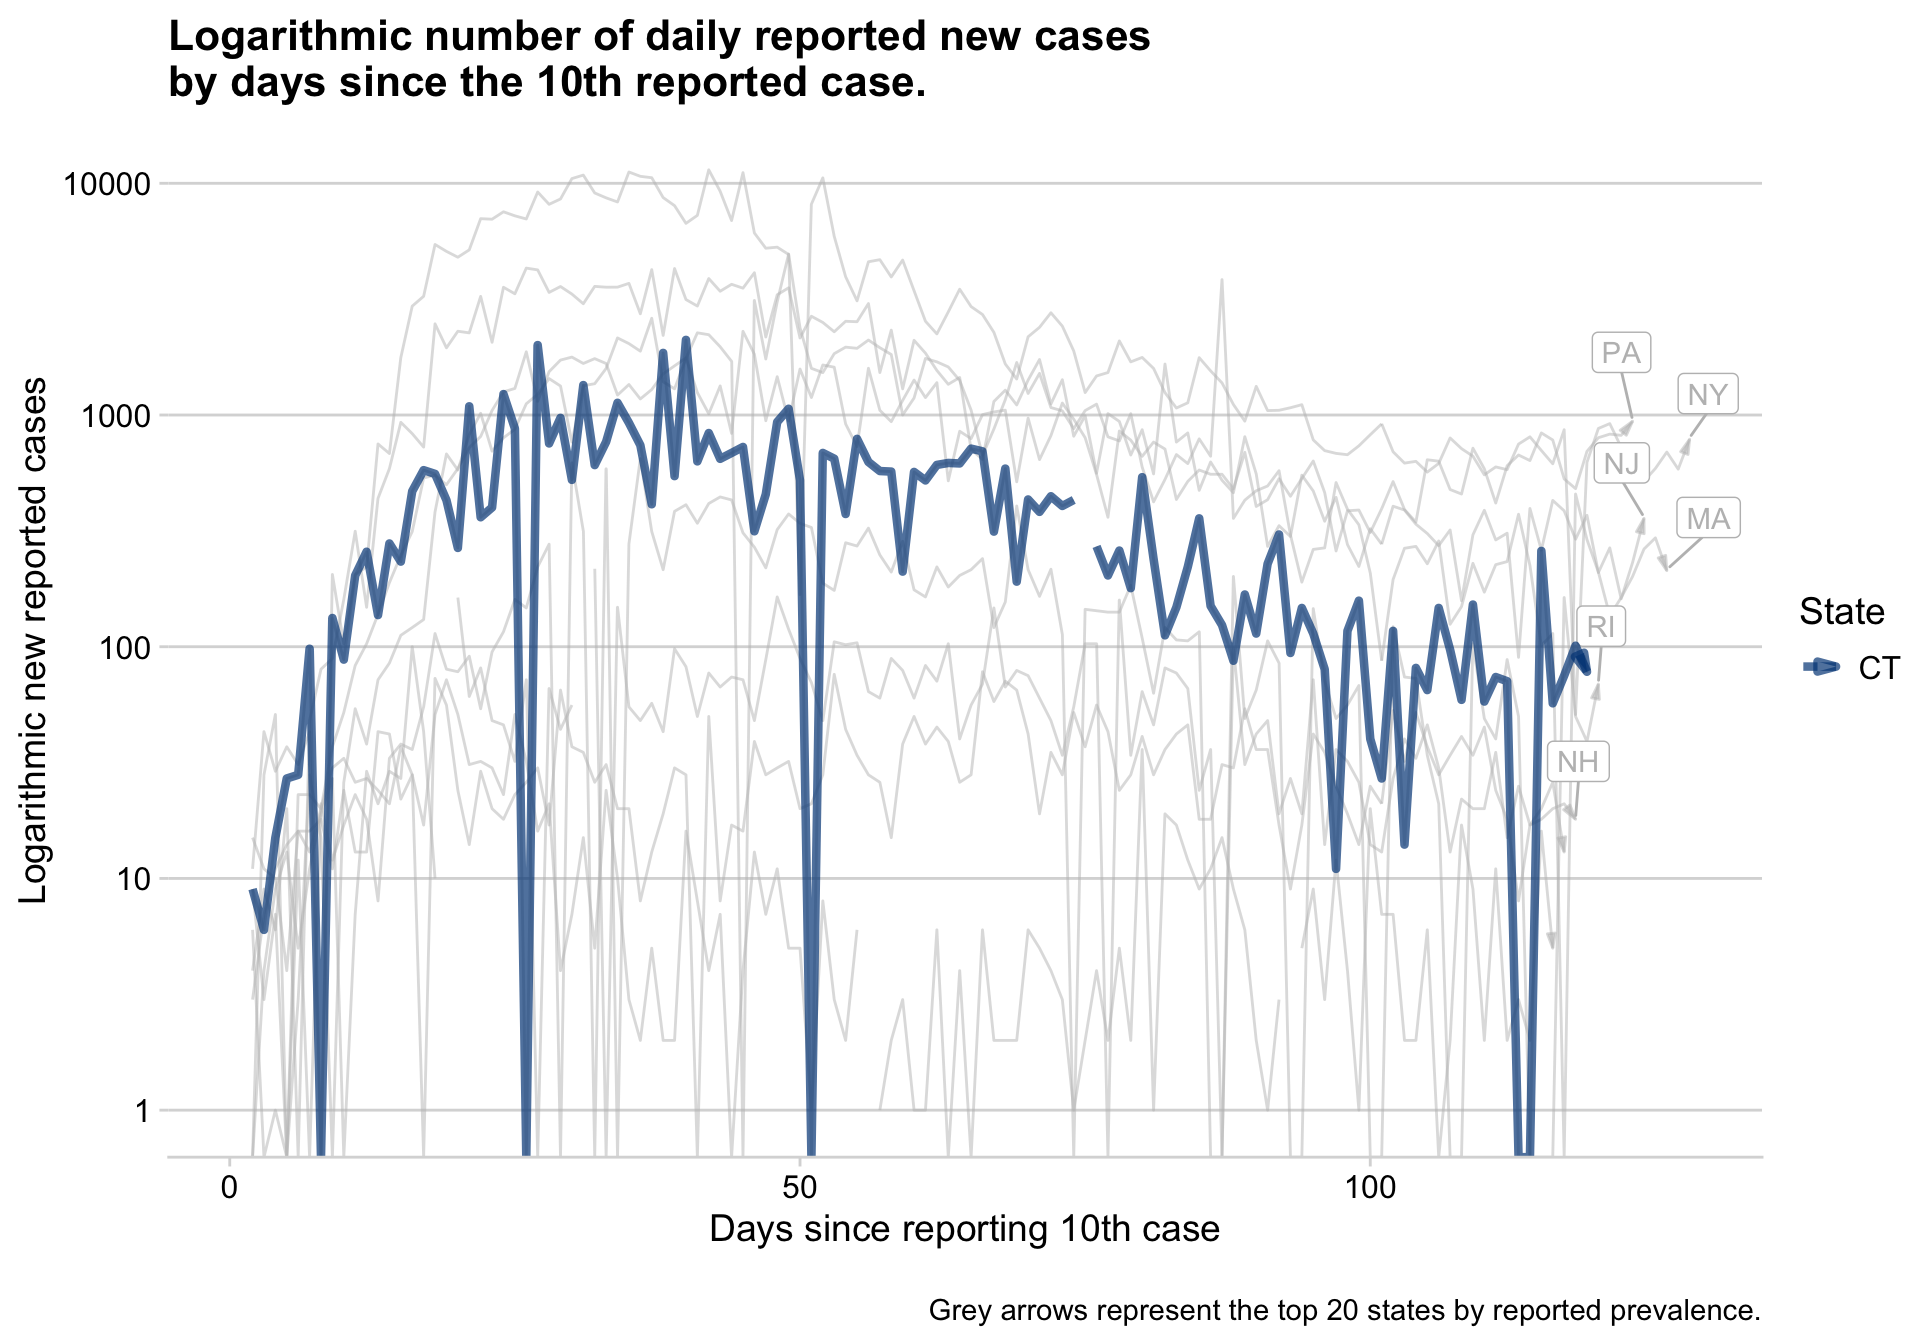 Logarithmic number of daily reported new cases
by days since the 10th reported case.
Logarithmic new reported cases
10000
1000
100
10
1
0
50
100
Days since reporting 10th case
PA
NY
NJ
MA
RI
NH
State
CT
Grey arrows represent the top 20 states by reported prevalence.